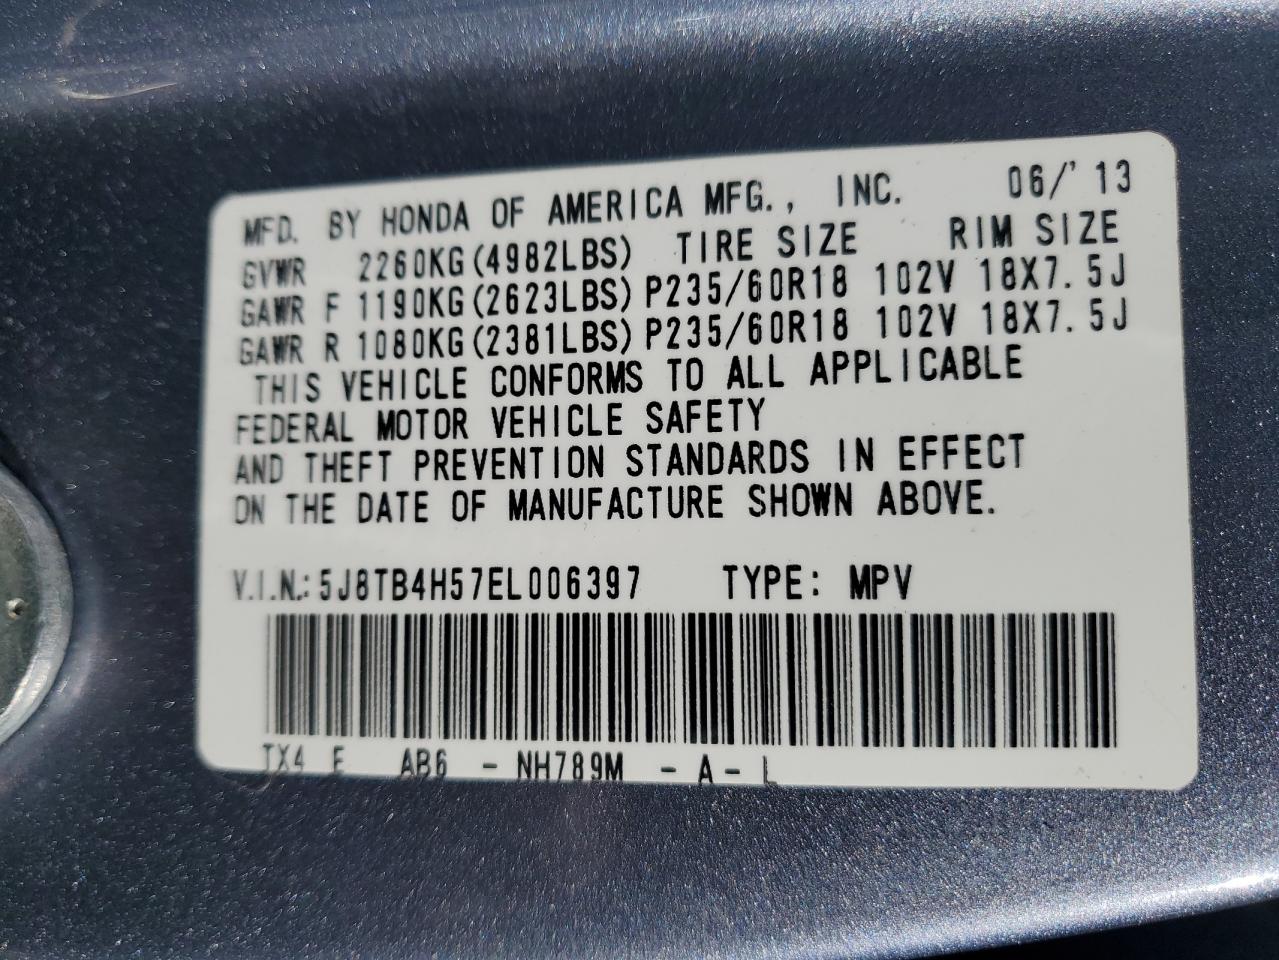 MFD. BY HONDA OF AMERICA MFG., INC. 06/'13
GVWR 2260KG(4982LBS) TIRE SIZE RIM SIZE
GAWR F 1190KG(2623LBS) P235/60R18 102V 18X7.5J
GAWR R 1080KG(2381LBS) P235/60R18 102V 18X7.5J
THIS VEHICLE CONFORMS TO ALL APPLICABLE
FEDERAL MOTOR VEHICLE SAFETY
AND THEFT PREVENTION STANDARDS IN EFFECT
ON THE DATE OF MANUFACTURE SHOWN ABOVE.
V.I.N.: 5J8TB4H57EL006397 TYPE: MPV
TX4 E AB6 - NH789M - A - L